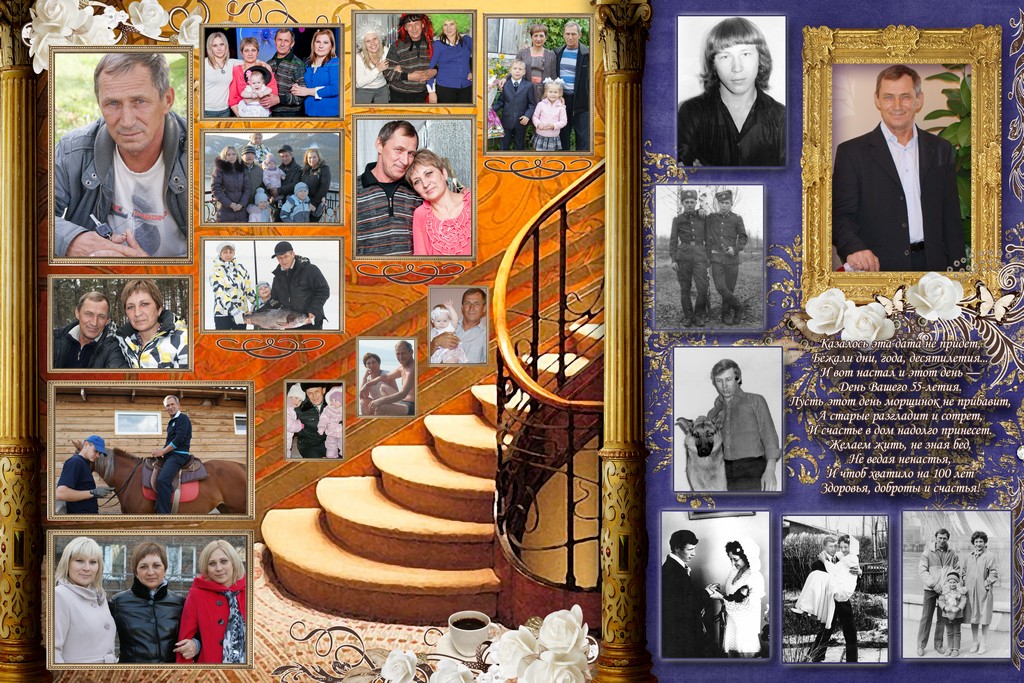 Казалось эта дата не придет,
Бежали дни, года, десятилетия...
И вот настал и этот день —
День Вашего 55-летия.
Пусть этот день морщинок не прибавит,
А старые разгладит и сотрет,
И счастье в дом надолго принесет.
Желаем жить, не зная бед,
Не ведая ненастья,
И чтоб хватило на 100 лет
Здоровья, доброты и счастья!